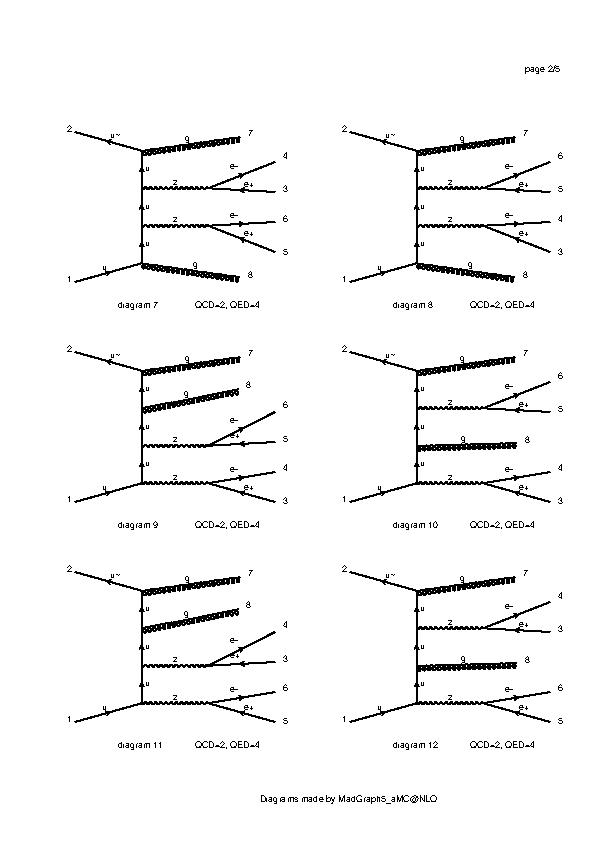 page 2/5
2 u~ g 7 2 u~ g 7
u e- 4 u e- 6
z e+ 3 z e+ 5
u u
z e- 6 z e- 4
u e+ 5 u e+ 3
1 u g 8 1 u g 8
diagram 7 QCD=2, QED=4 diagram 8 QCD=2, QED=4
2 u~ g 7 2 u~ g 7
u g 8 u e- 6
z e+ 5
u e- 6 u
z e+ 5 g 8
u e- 4 u e- 4
1 u z e+ 3 1 u z e+ 3
diagram 9 QCD=2, QED=4 diagram 10 QCD=2, QED=4
2 u~ g 7 2 u~ g 7
u g 8 u e- 4
z e+ 3
u e- 4 u
z e+ 3 g 8
u e- 6 u e- 6
1 u z e+ 5 1 u z e+ 5
diagram 11 QCD=2, QED=4 diagram 12 QCD=2, QED=4
Diagrams made by MadGraph5_aMC@NLO